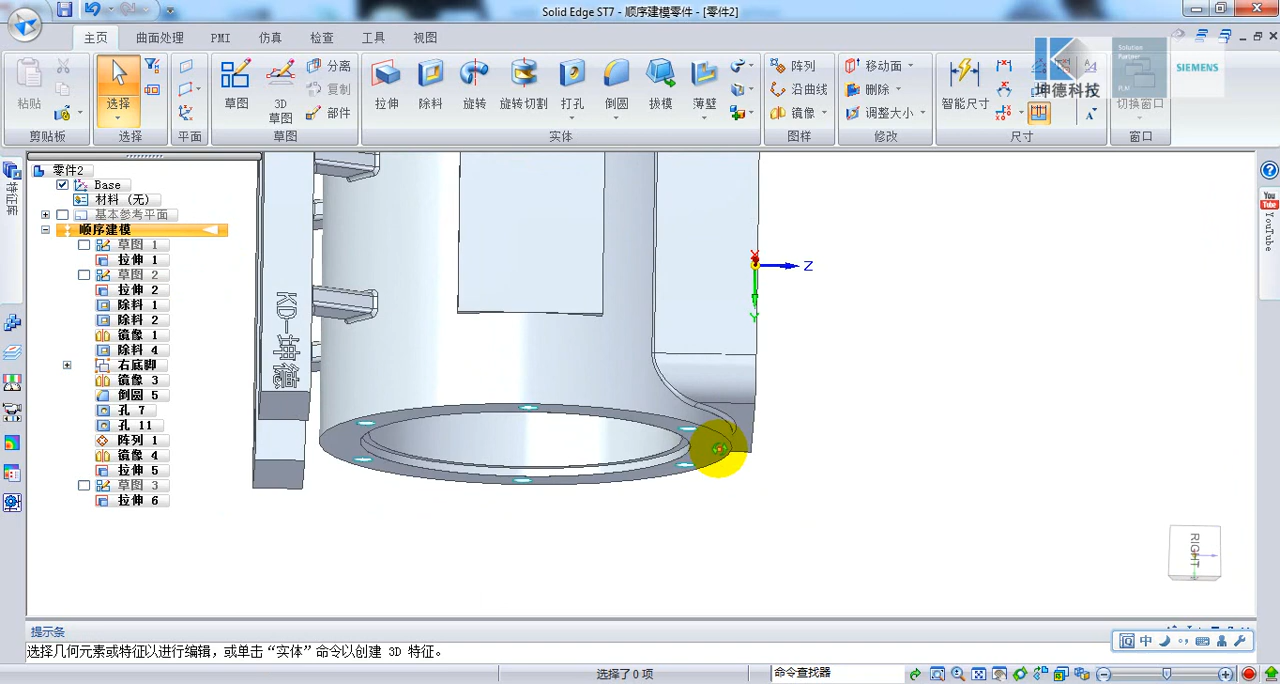 Solid Edge ST7 - 顺序建模零件 - [零件2]
主页 曲面处理 PMI 仿真 检查 工具 视图
粘贴 剪贴板
选择 选择
平面
草图 3D 草图 分离 复制 部件 草图
拉伸 除料 旋转 旋转切割 打孔 倒圆 拔模 薄壁 实体
阵列 沿曲线 镜像 图样
移动面 删除 调整大小 修改
智能尺寸 尺寸
切换窗口 窗口
坤德科技
Solution Partner PLM
SIEMENS
特征库
零件2
Base
材料 (无)
基本参考平面
顺序建模
草图 1
拉伸 1
草图 2
拉伸 2
除料 1
除料 2
镜像 1
除料 4
右底脚
镜像 3
倒圆 5
孔 7
孔 11
阵列 1
镜像 4
拉伸 5
草图 3
拉伸 6
KD-坤德
X
Z
Y
RIGHT
You Tube
YouTube
提示条
选择几何元素或特征以进行编辑，或单击“实体”命令以创建 3D 特征。
中
选择了 0 项
命令查找器